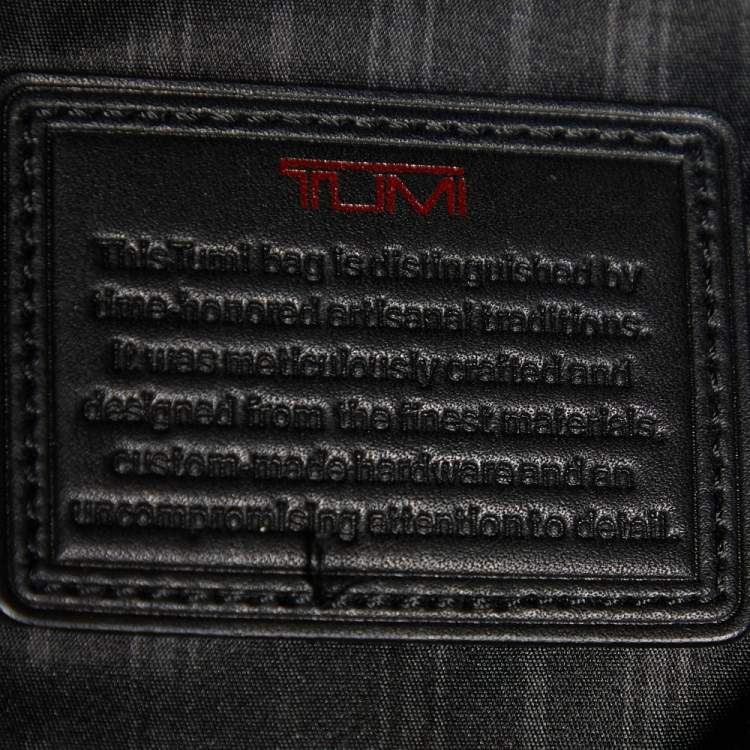 TUMI
This Tumi bag is distinguished by
time-honored artisanal traditions.
It was meticulously crafted and
designed from the finest materials,
custom-made hardware and an
uncompromising attention to detail.